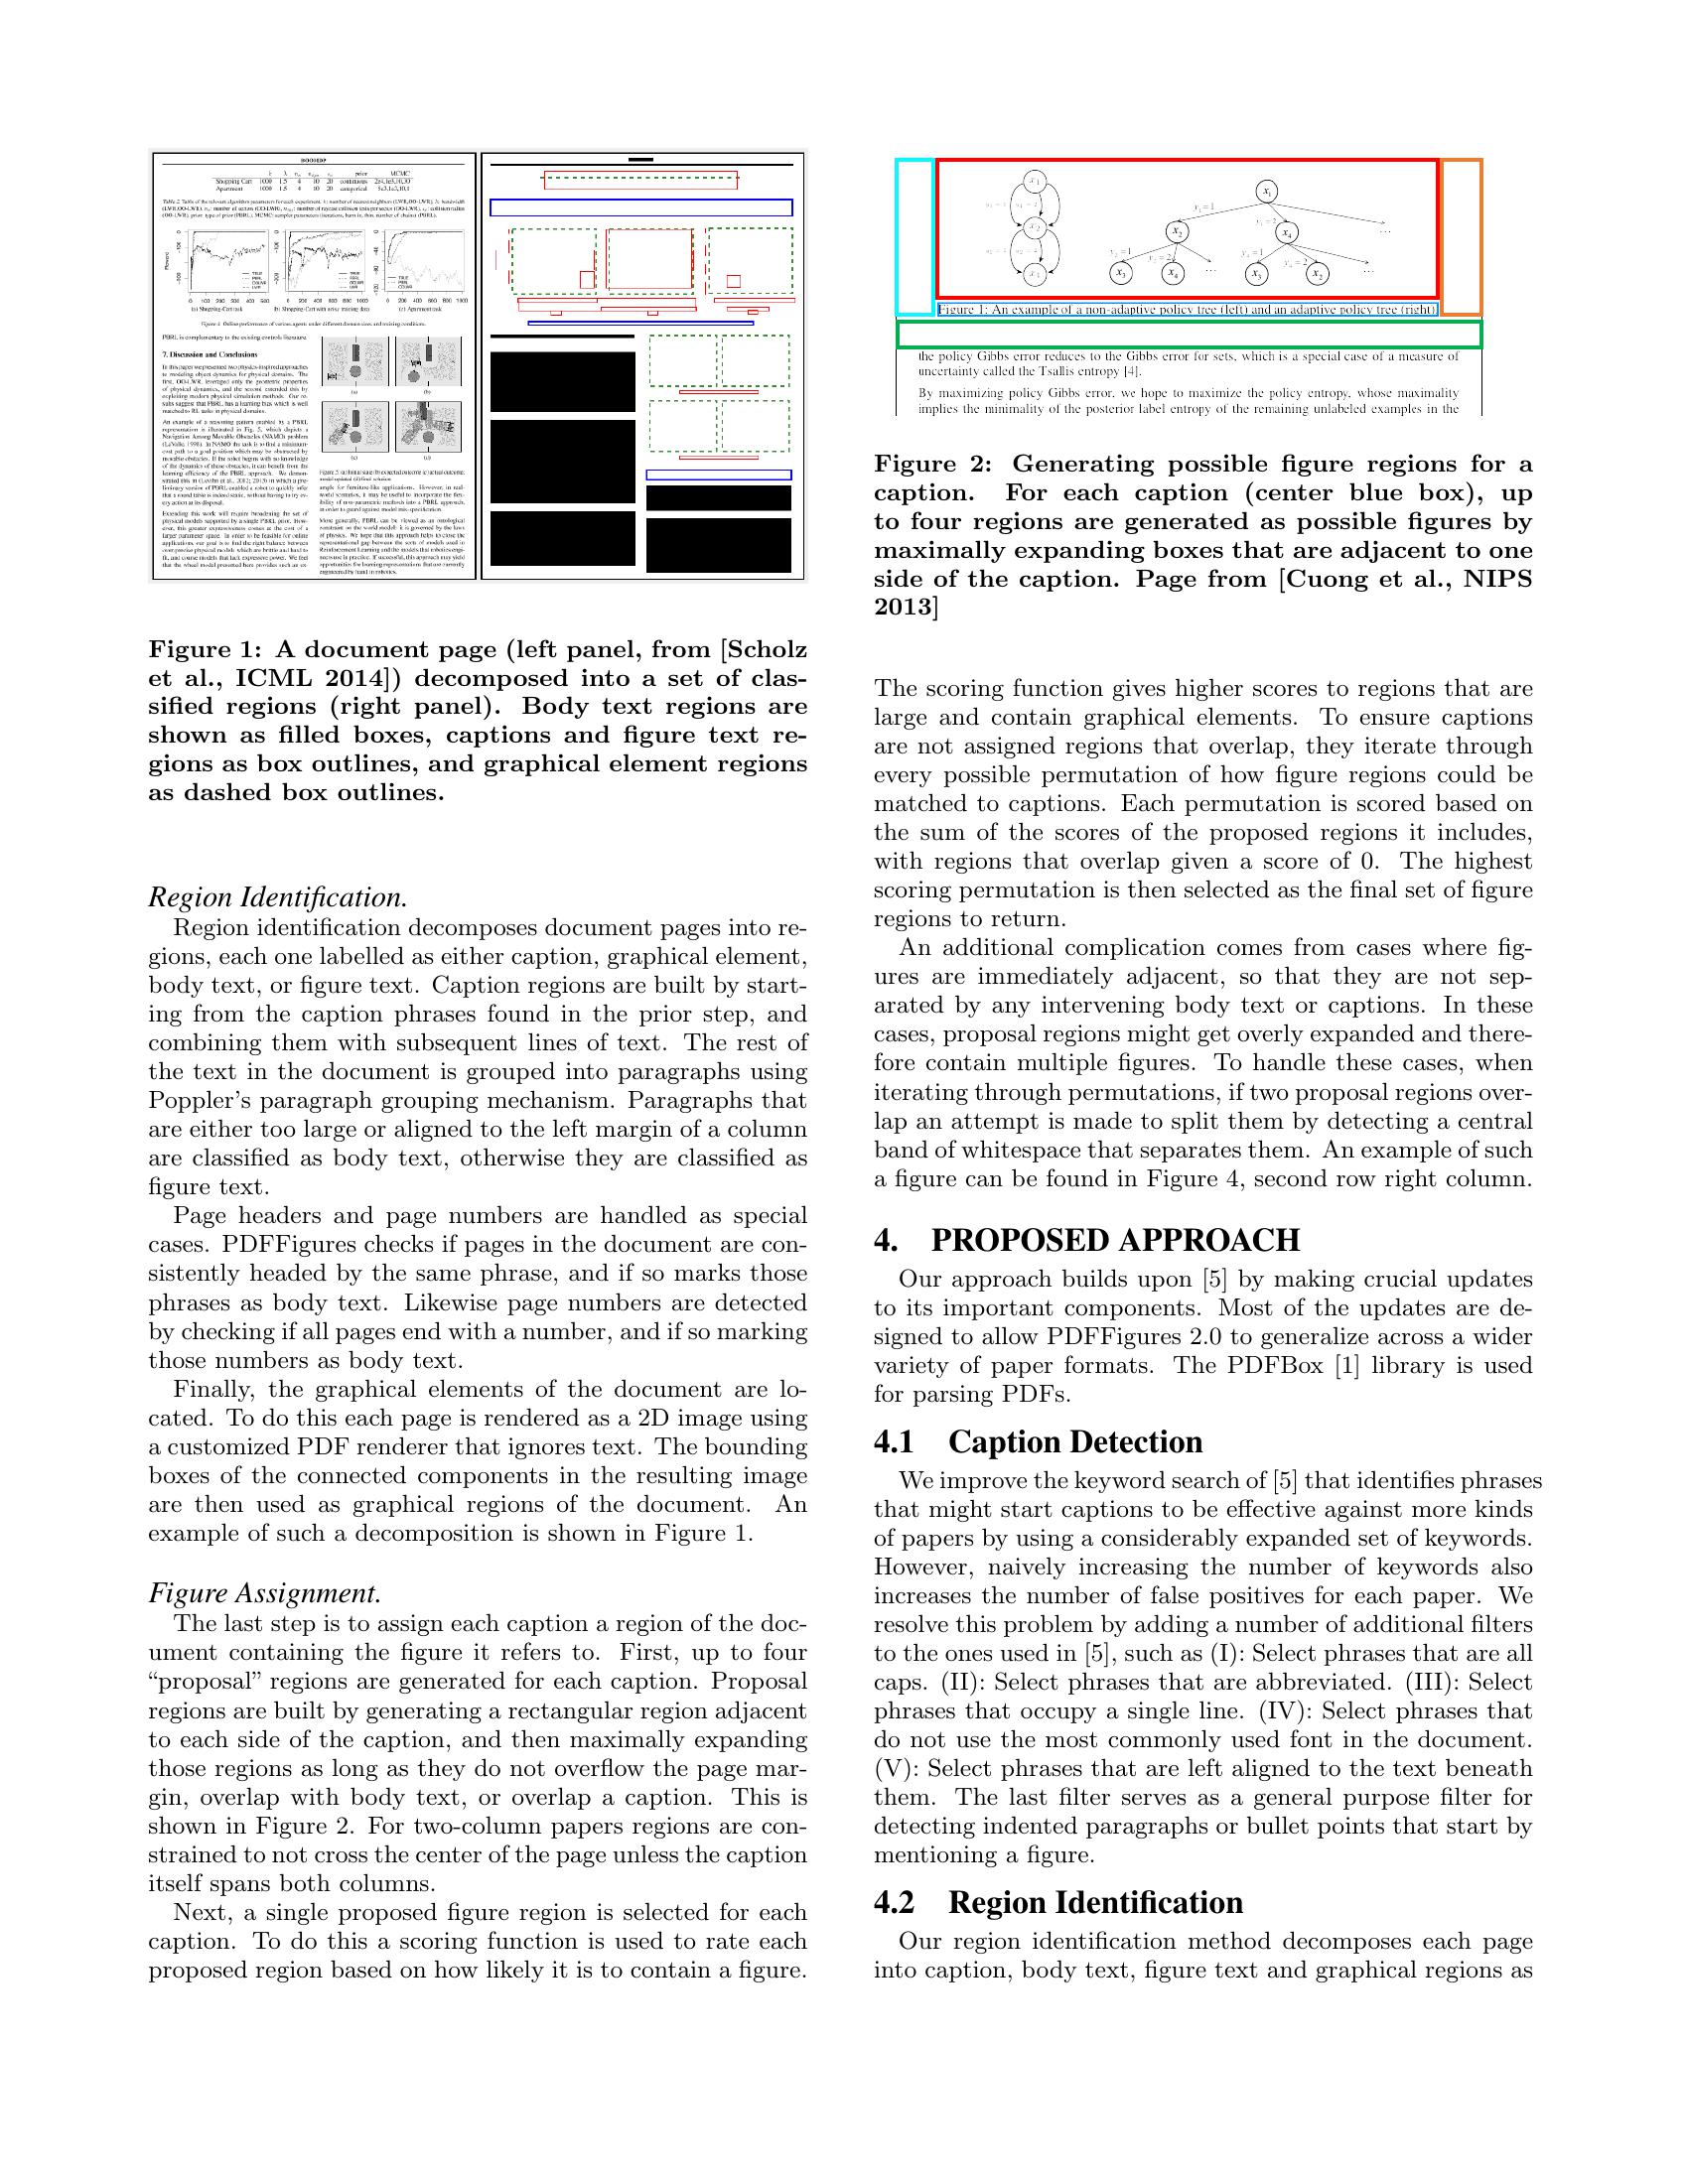 7. Discussion and Conclusions
Figure 1: A document page (left panel, from [Scholz
et al., ICML 2014]) decomposed into a set of clas-
sified regions (right panel). Body text regions are
shown as filled boxes, captions and figure text re-
gions as box outlines, and graphical element regions
as dashed box outlines.
Region Identification.
Region identification decomposes document pages into re-
gions, each one labelled as either caption, graphical element,
body text, or figure text. Caption regions are built by start-
ing from the caption phrases found in the prior step, and
combining them with subsequent lines of text. The rest of
the text in the document is grouped into paragraphs using
Poppler's paragraph grouping mechanism. Paragraphs that
are either too large or aligned to the left margin of a column
are classified as body text, otherwise they are classified as
figure text.
Page headers and page numbers are handled as special
cases. PDFFigures checks if pages in the document are con-
sistently headed by the same phrase, and if so marks those
phrases as body text. Likewise page numbers are detected
by checking if all pages end with a number, and if so marking
those numbers as body text.
Finally, the graphical elements of the document are lo-
cated. To do this each page is rendered as a 2D image using
a customized PDF renderer that ignores text. The bounding
boxes of the connected components in the resulting image
are then used as graphical regions of the document. An
example of such a decomposition is shown in Figure 1.
Figure Assignment.
The last step is to assign each caption a region of the doc-
ument containing the figure it refers to. First, up to four
“proposal” regions are generated for each caption. Proposal
regions are built by generating a rectangular region adjacent
to each side of the caption, and then maximally expanding
those regions as long as they do not overflow the page mar-
gin, overlap with body text, or overlap a caption. This is
shown in Figure 2. For two-column papers regions are con-
strained to not cross the center of the page unless the caption
itself spans both columns.
Next, a single proposed figure region is selected for each
caption. To do this a scoring function is used to rate each
proposed region based on how likely it is to contain a figure.
Figure 1: An example of a non-adaptive policy tree (left) and an adaptive policy tree (right)
the policy Gibbs error reduces to the Gibbs error for sets, which is a special case of a measure of
uncertainty called the Tsallis entropy [4].
By maximizing policy Gibbs error, we hope to maximize the policy entropy, whose maximality
implies the minimality of the posterior label entropy of the remaining unlabeled examples in the
Figure 2: Generating possible figure regions for a
caption. For each caption (center blue box), up
to four regions are generated as possible figures by
maximally expanding boxes that are adjacent to one
side of the caption. Page from [Cuong et al., NIPS
2013]
The scoring function gives higher scores to regions that are
large and contain graphical elements. To ensure captions
are not assigned regions that overlap, they iterate through
every possible permutation of how figure regions could be
matched to captions. Each permutation is scored based on
the sum of the scores of the proposed regions it includes,
with regions that overlap given a score of 0. The highest
scoring permutation is then selected as the final set of figure
regions to return.
An additional complication comes from cases where fig-
ures are immediately adjacent, so that they are not sep-
arated by any intervening body text or captions. In these
cases, proposal regions might get overly expanded and there-
fore contain multiple figures. To handle these cases, when
iterating through permutations, if two proposal regions over-
lap an attempt is made to split them by detecting a central
band of whitespace that separates them. An example of such
a figure can be found in Figure 4, second row right column.
4. PROPOSED APPROACH
Our approach builds upon [5] by making crucial updates
to its important components. Most of the updates are de-
signed to allow PDFFigures 2.0 to generalize across a wider
variety of paper formats. The PDFBox [1] library is used
for parsing PDFs.
4.1 Caption Detection
We improve the keyword search of [5] that identifies phrases
that might start captions to be effective against more kinds
of papers by using a considerably expanded set of keywords.
However, naively increasing the number of keywords also
increases the number of false positives for each paper. We
resolve this problem by adding a number of additional filters
to the ones used in [5], such as (I): Select phrases that are all
caps. (II): Select phrases that are abbreviated. (III): Select
phrases that occupy a single line. (IV): Select phrases that
do not use the most commonly used font in the document.
(V): Select phrases that are left aligned to the text beneath
them. The last filter serves as a general purpose filter for
detecting indented paragraphs or bullet points that start by
mentioning a figure.
4.2 Region Identification
Our region identification method decomposes each page
into caption, body text, figure text and graphical regions as